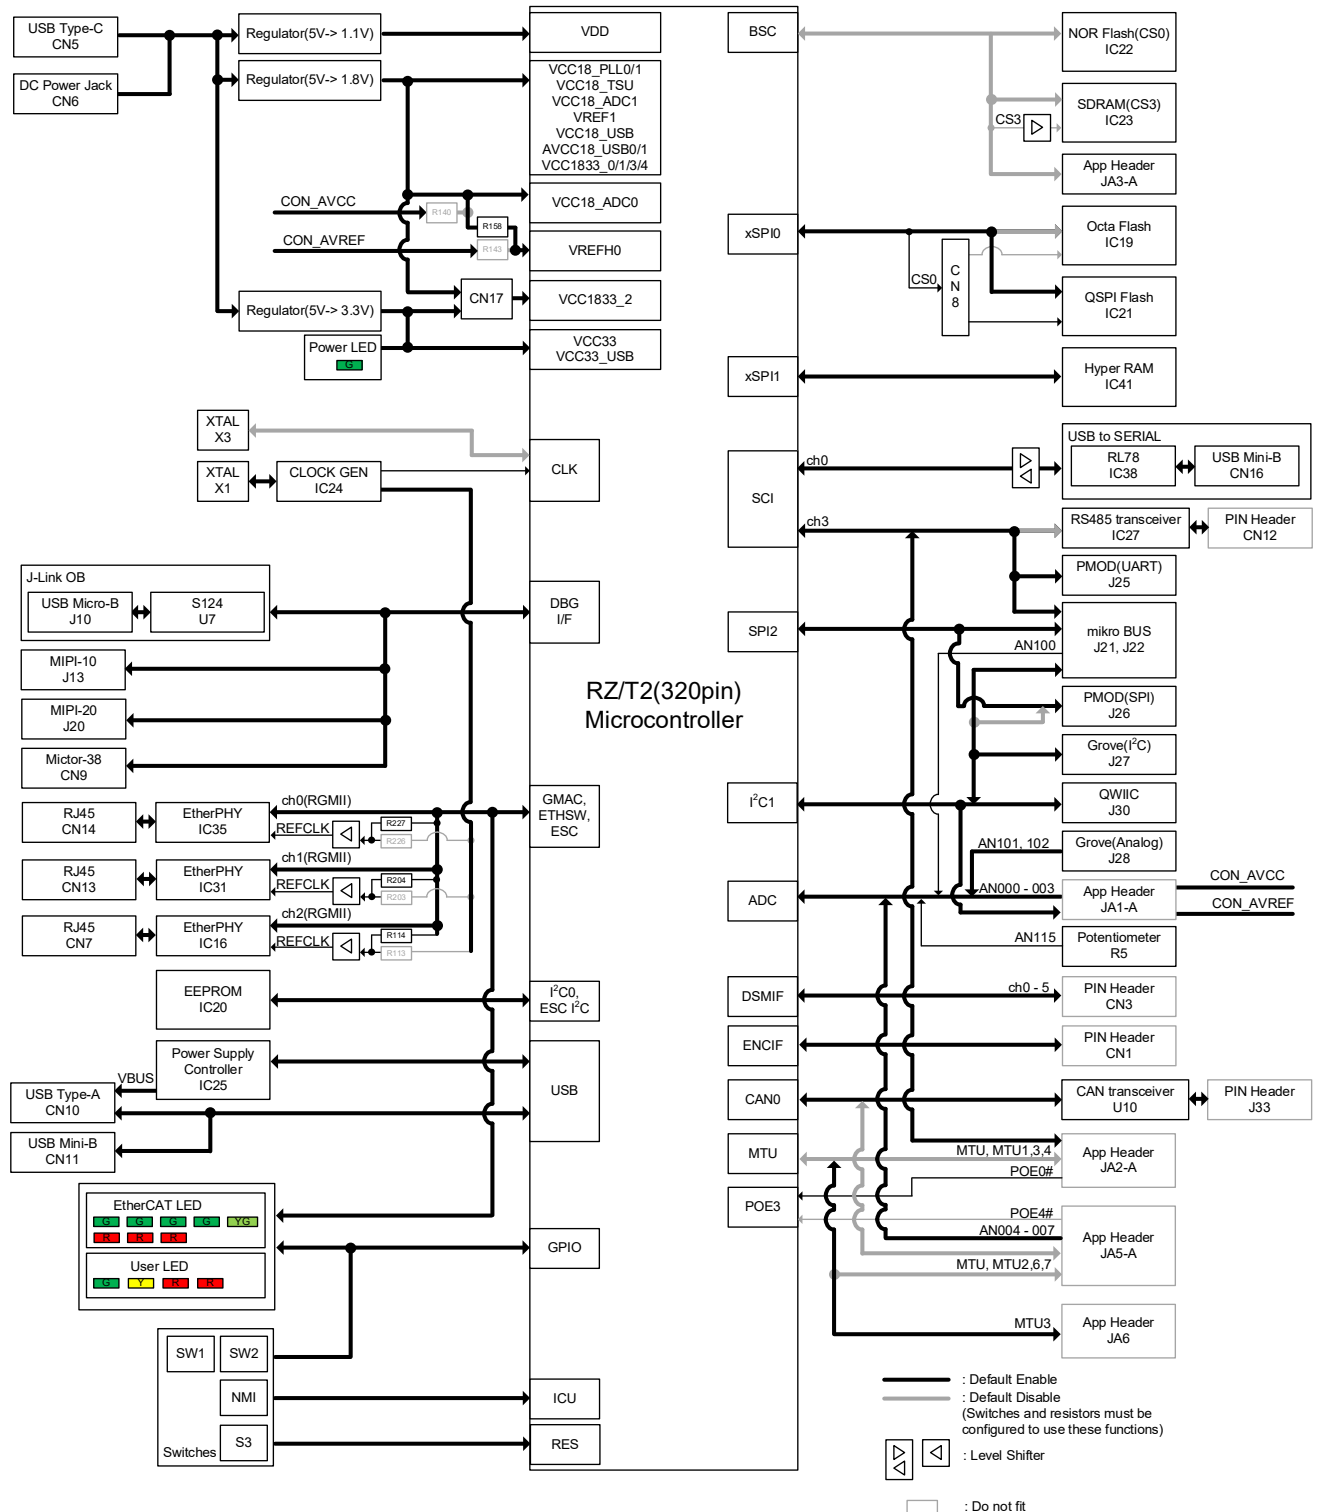 USB Type-C
CN5
DC Power Jack
CN6
Regulator(5V-> 1.1V)
Regulator(5V-> 1.8V)
VDD
VCC18_PLL0/1
VCC18_TSU
VCC18_ADC1
VREF1
VCC18_USB
AVCC18_USB0/1
VCC1833_0/1/3/4
CON_AVCC
R140
VCC18_ADC0
R158
CON_AVREF
R143
VREFH0
CN17
VCC1833_2
Regulator(5V-> 3.3V)
Power LED
G
VCC33
VCC33_USB
XTAL
X3
XTAL
X1
CLOCK GEN
IC24
CLK
J-Link OB
USB Micro-B
J10
S124
U7
DBG
I/F
MIPI-10
J13
MIPI-20
J20
Mictor-38
CN9
RZ/T2(320pin)
Microcontroller
RJ45
CN14
EtherPHY
IC35
ch0(RGMII)
REFCLK
R227
R226
GMAC,
ETHSW,
ESC
RJ45
CN13
EtherPHY
IC31
ch1(RGMII)
REFCLK
R204
R203
RJ45
CN7
EtherPHY
IC16
ch2(RGMII)
REFCLK
R114
R113
EEPROM
IC20
I²C0,
ESC I²C
Power Supply
Controller
IC25
VBUS
USB Type-A
CN10
USB Mini-B
CN11
USB
EtherCAT LED
G G G G YG
R R R
User LED
G Y R R
GPIO
SW1 SW2
NMI
Switches S3
ICU
RES
BSC
NOR Flash(CS0)
IC22
SDRAM(CS3)
IC23
CS3
App Header
JA3-A
xSPI0
Octa Flash
IC19
CS0
C
N
8
QSPI Flash
IC21
xSPI1
Hyper RAM
IC41
SCI
ch0
USB to SERIAL
RL78
IC38
USB Mini-B
CN16
ch3
RS485 transceiver
IC27
PIN Header
CN12
PMOD(UART)
J25
SPI2
mikro BUS
J21, J22
AN100
PMOD(SPI)
J26
Grove(I²C)
J27
I²C1
QWIIC
J30
AN101, 102
Grove(Analog)
J28
ADC
AN000 - 003
App Header
JA1-A
CON_AVCC
CON_AVREF
AN115
Potentiometer
R5
DSMIF
ch0 - 5
PIN Header
CN3
ENCIF
PIN Header
CN1
CAN0
CAN transceiver
U10
PIN Header
J33
MTU
MTU, MTU1,3,4
App Header
JA2-A
POE0#
POE3
POE4#
AN004 - 007
App Header
JA5-A
MTU, MTU2,6,7
MTU3
App Header
JA6
: Default Enable
: Default Disable
(Switches and resistors must be
configured to use these functions)
: Level Shifter
: Do not fit